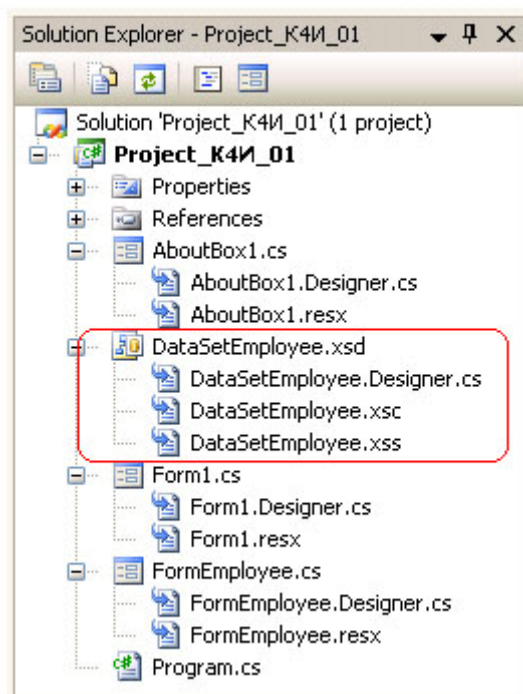 Solution Explorer - Project_К4И_01
Solution 'Project_К4И_01' (1 project)
Project_К4И_01
Properties
References
AboutBox1.cs
AboutBox1.Designer.cs
AboutBox1.resx
DataSetEmployee.xsd
DataSetEmployee.Designer.cs
DataSetEmployee.xsc
DataSetEmployee.xss
Form1.cs
Form1.Designer.cs
Form1.resx
FormEmployee.cs
FormEmployee.Designer.cs
FormEmployee.resx
Program.cs